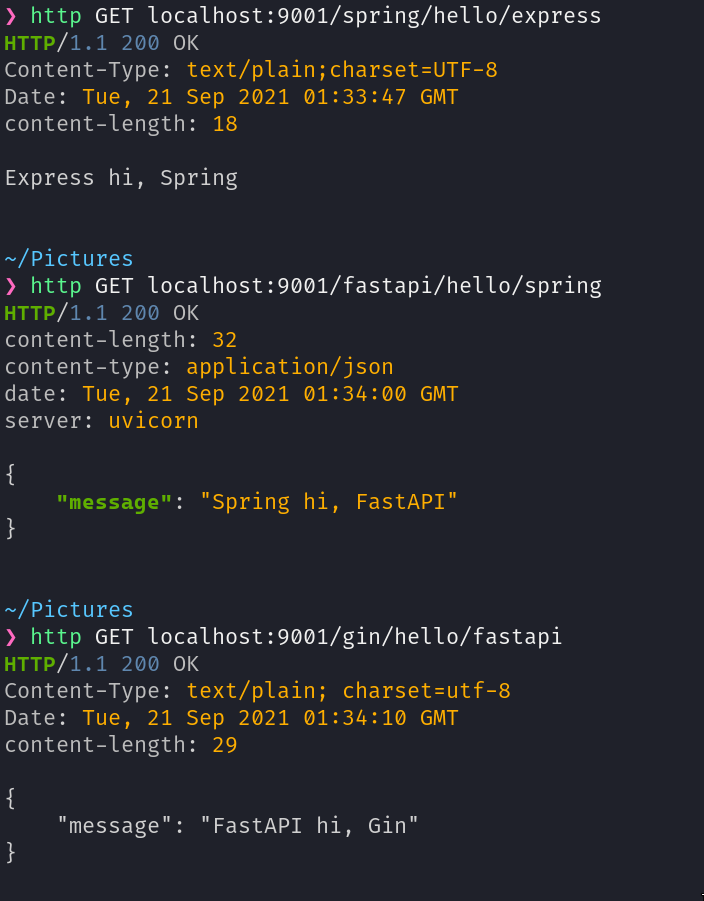 ❯ http GET localhost:9001/spring/hello/express
HTTP/1.1 200 OK
Content-Type: text/plain;charset=UTF-8
Date: Tue, 21 Sep 2021 01:33:47 GMT
content-length: 18

Express hi, Spring


~/Pictures
❯ http GET localhost:9001/fastapi/hello/spring
HTTP/1.1 200 OK
content-length: 32
content-type: application/json
date: Tue, 21 Sep 2021 01:34:00 GMT
server: uvicorn

{
    "message": "Spring hi, FastAPI"
}


~/Pictures
❯ http GET localhost:9001/gin/hello/fastapi
HTTP/1.1 200 OK
Content-Type: text/plain; charset=utf-8
Date: Tue, 21 Sep 2021 01:34:10 GMT
content-length: 29

{
    "message": "FastAPI hi, Gin"
}